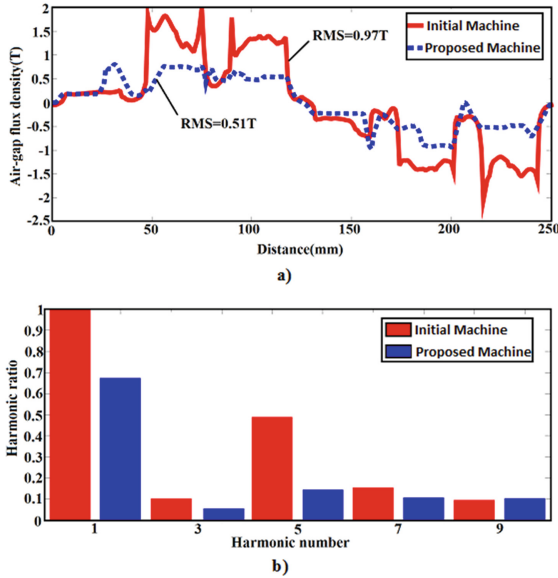 a)
2
1.5
1
0.5
0
-0.5
-1
-1.5
-2
-2.5
Air-gap flux density(T)
RMS=0.97T
RMS=0.51T
Initial Machine
Proposed Machine
0 50 100 150 200 250
Distance(mm)
a)
1
0.9
0.8
0.7
0.6
0.5
0.4
0.3
0.2
0.1
0
Harmonic ratio
Initial Machine
Proposed Machine
1 3 5 7 9
Harmonic number
b)